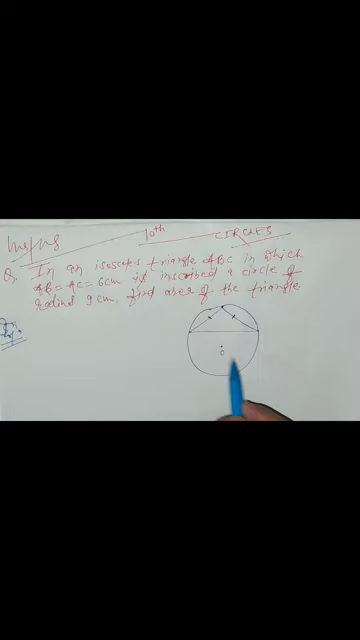 10th CIRCLES
Q. In an isosceles triangle ABC in which
AB = AC = 6cm is inscribed a circle of
radius 9cm, find area of the triangle
O